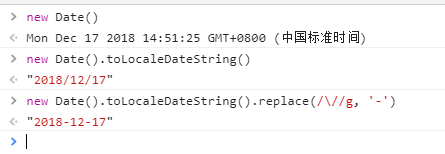 > new Date()
< Mon Dec 17 2018 14:51:25 GMT+0800 (中国标准时间)
> new Date().toLocaleDateString()
< "2018/12/17"
> new Date().toLocaleDateString().replace(/\//g, '-')
< "2018-12-17"
>